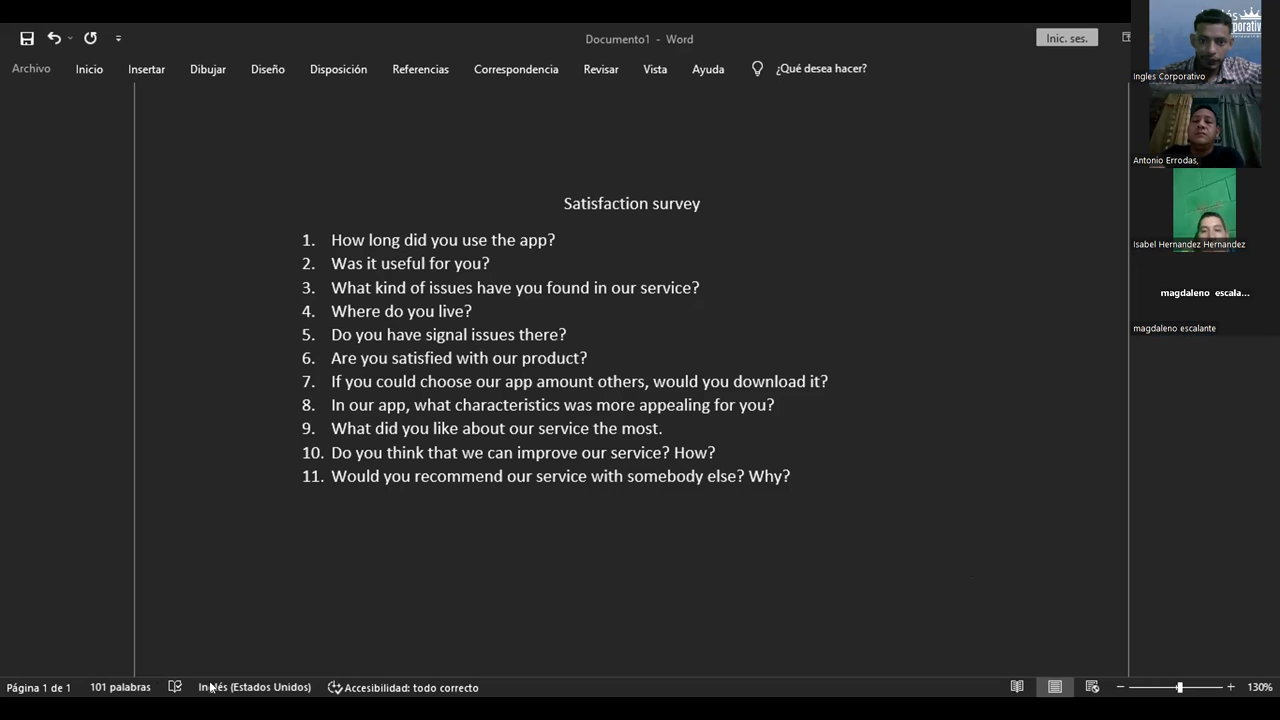 Documento1 - Word
Inic. ses.
Archivo
Inicio
Insertar
Dibujar
Diseño
Disposición
Referencias
Correspondencia
Revisar
Vista
Ayuda
¿Qué desea hacer?
Satisfaction survey
1. How long did you use the app?
2. Was it useful for you?
3. What kind of issues have you found in our service?
4. Where do you live?
5. Do you have signal issues there?
6. Are you satisfied with our product?
7. If you could choose our app amount others, would you download it?
8. In our app, what characteristics was more appealing for you?
9. What did you like about our service the most.
10. Do you think that we can improve our service? How?
11. Would you recommend our service with somebody else? Why?
Ingles Corporativo
Antonio Errodas,
Isabel Hernandez Hernandez
magdaleno escala...
magdaleno escalante
Página 1 de 1
101 palabras
Inglés (Estados Unidos)
Accesibilidad: todo correcto
130%